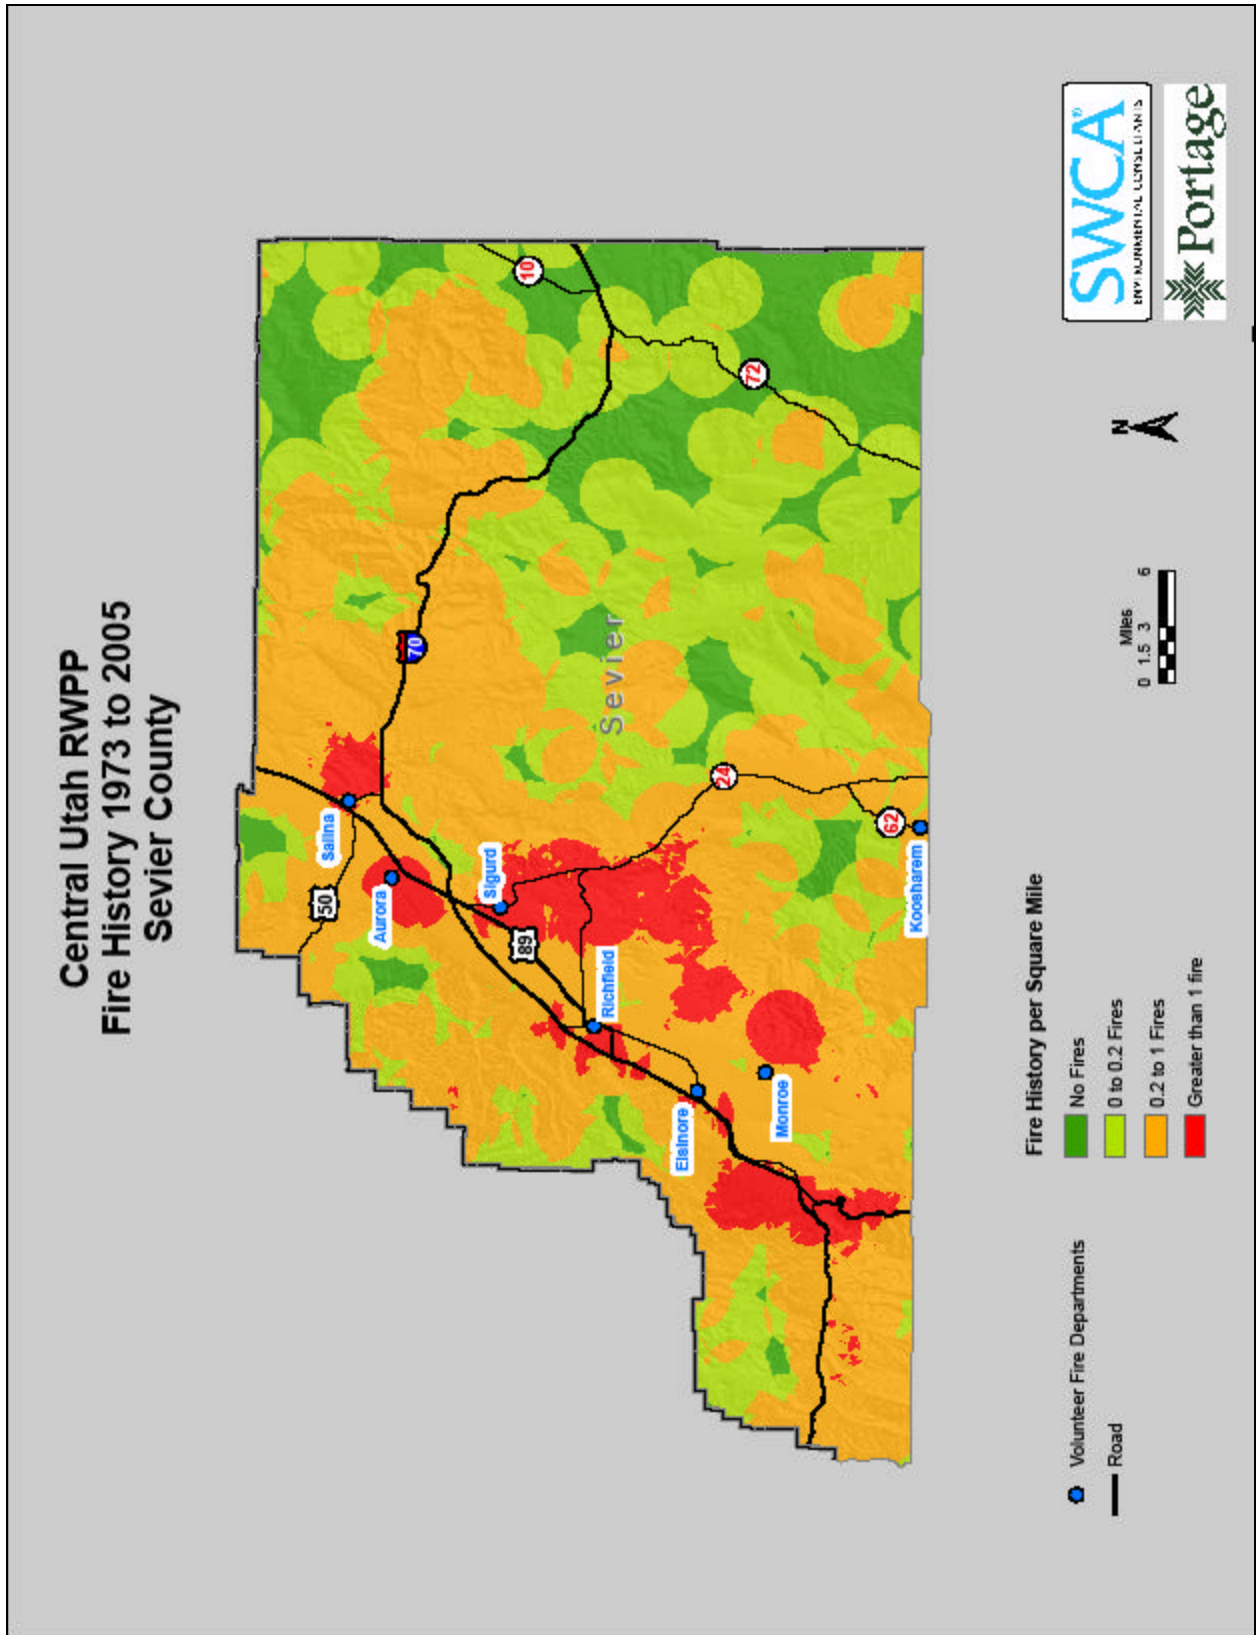 Central Utah RWPP
Fire History 1973 to 2005
Sevier County
50
Salina
Aurora
70
Sigurd
89
10
Richfield
Sevier
Elsinore
24
72
Monroe
62
Koosharem
Volunteer Fire Departments
Road
Fire History per Square Mile
No Fires
0 to 0.2 Fires
0.2 to 1 Fires
Greater than 1 fire
Miles
0 1.5 3 6
N
SWCA®
ENVIRONMENTAL CONSULTANTS
Portage